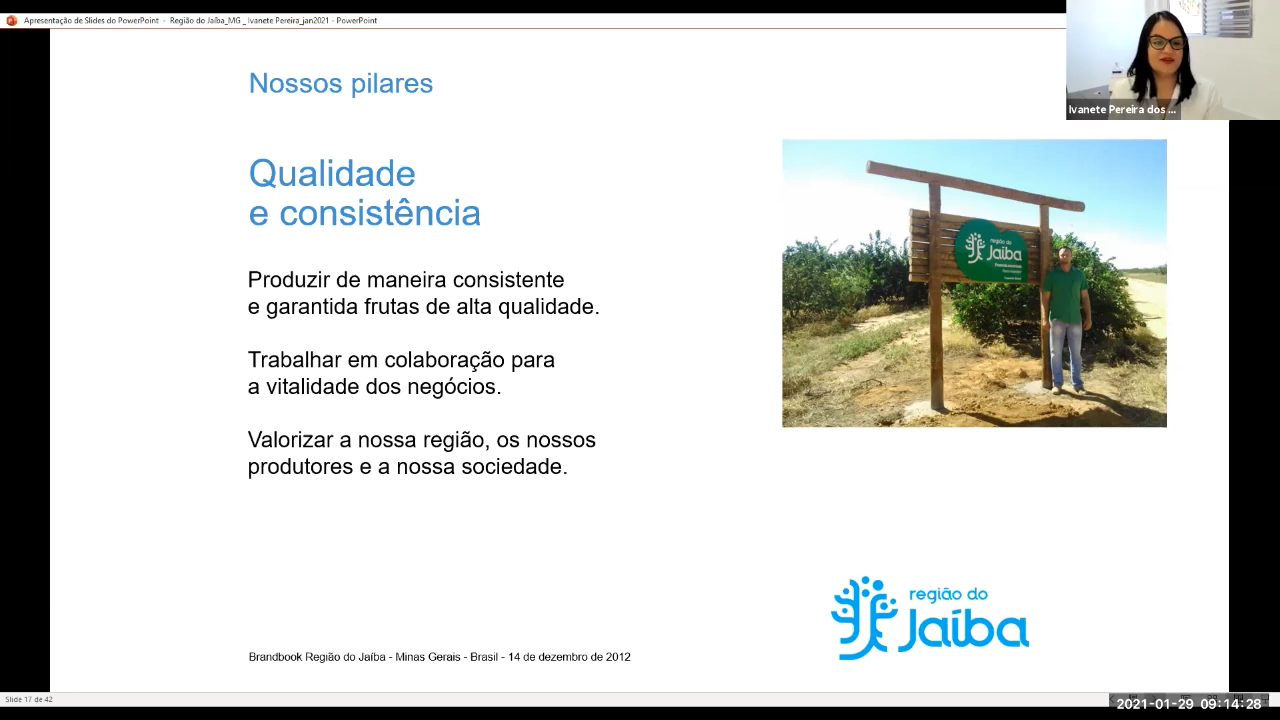 Apresentação de Slides do PowerPoint - Região do Jaíba_MG _ Ivanete Pereira_jan2021 - PowerPoint
Ivanete Pereira dos ...
Nossos pilares
Qualidade
e consistência
Produzir de maneira consistente
e garantida frutas de alta qualidade.
Trabalhar em colaboração para
a vitalidade dos negócios.
Valorizar a nossa região, os nossos
produtores e a nossa sociedade.
região do
Jaíba
região do
Jaíba
Brandbook Região do Jaíba - Minas Gerais - Brasil - 14 de dezembro de 2012
Slide 17 de 42
2021-01-29 09:14:28